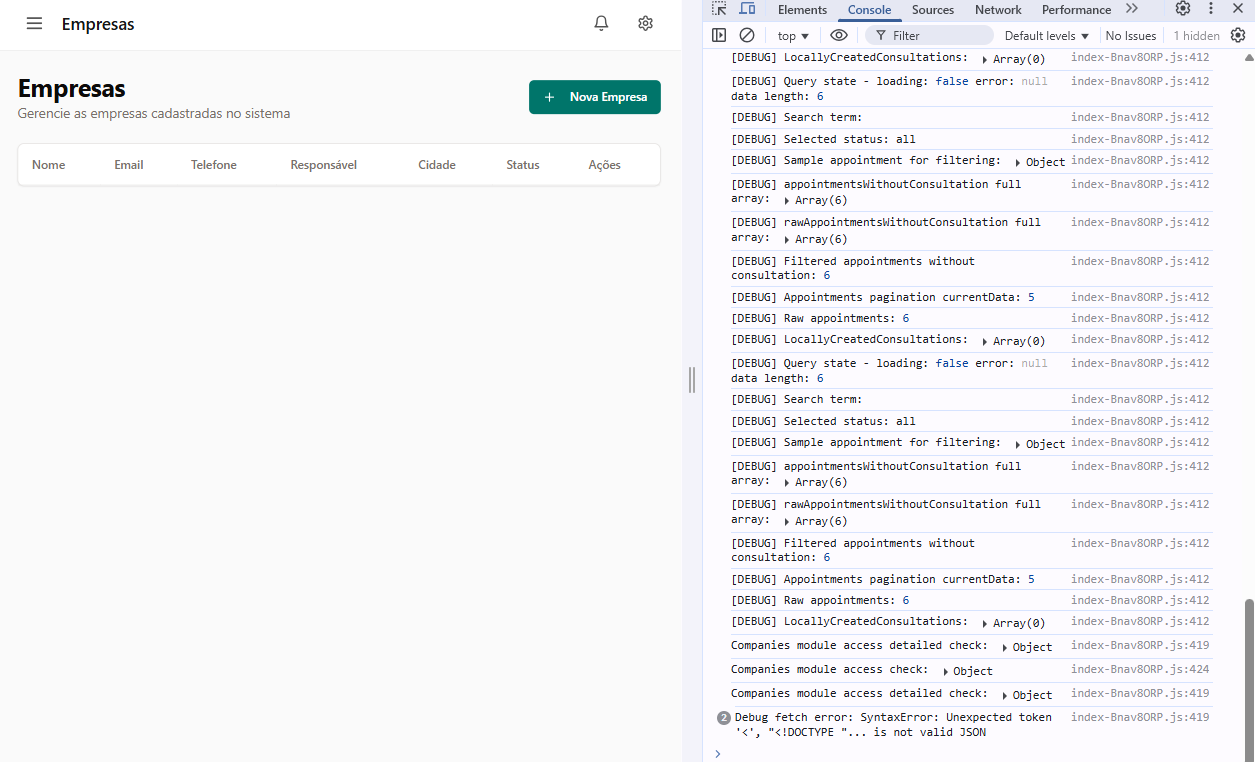 Empresas
Empresas
Gerencie as empresas cadastradas no sistema
+ Nova Empresa
Nome Email Telefone Responsável Cidade Status Ações
Elements Console Sources Network Performance
top Filter Default levels No Issues 1 hidden
[DEBUG] LocallyCreatedConsultations: Array(0) index-Bnav8ORP.js:412
[DEBUG] Query state - loading: false error: null index-Bnav8ORP.js:412
data length: 6
[DEBUG] Search term: index-Bnav8ORP.js:412
[DEBUG] Selected status: all index-Bnav8ORP.js:412
[DEBUG] Sample appointment for filtering: Object index-Bnav8ORP.js:412
[DEBUG] appointmentsWithoutConsultation full index-Bnav8ORP.js:412
array: Array(6)
[DEBUG] rawAppointmentsWithoutConsultation full index-Bnav8ORP.js:412
array: Array(6)
[DEBUG] Filtered appointments without index-Bnav8ORP.js:412
consultation: 6
[DEBUG] Appointments pagination currentData: 5 index-Bnav8ORP.js:412
[DEBUG] Raw appointments: 6 index-Bnav8ORP.js:412
[DEBUG] LocallyCreatedConsultations: Array(0) index-Bnav8ORP.js:412
[DEBUG] Query state - loading: false error: null index-Bnav8ORP.js:412
data length: 6
[DEBUG] Search term: index-Bnav8ORP.js:412
[DEBUG] Selected status: all index-Bnav8ORP.js:412
[DEBUG] Sample appointment for filtering: Object index-Bnav8ORP.js:412
[DEBUG] appointmentsWithoutConsultation full index-Bnav8ORP.js:412
array: Array(6)
[DEBUG] rawAppointmentsWithoutConsultation full index-Bnav8ORP.js:412
array: Array(6)
[DEBUG] Filtered appointments without index-Bnav8ORP.js:412
consultation: 6
[DEBUG] Appointments pagination currentData: 5 index-Bnav8ORP.js:412
[DEBUG] Raw appointments: 6 index-Bnav8ORP.js:412
[DEBUG] LocallyCreatedConsultations: Array(0) index-Bnav8ORP.js:412
Companies module access detailed check: Object index-Bnav8ORP.js:419
Companies module access check: Object index-Bnav8ORP.js:424
Companies module access detailed check: Object index-Bnav8ORP.js:419
2 Debug fetch error: SyntaxError: Unexpected token index-Bnav8ORP.js:419
'<', "<!DOCTYPE "... is not valid JSON